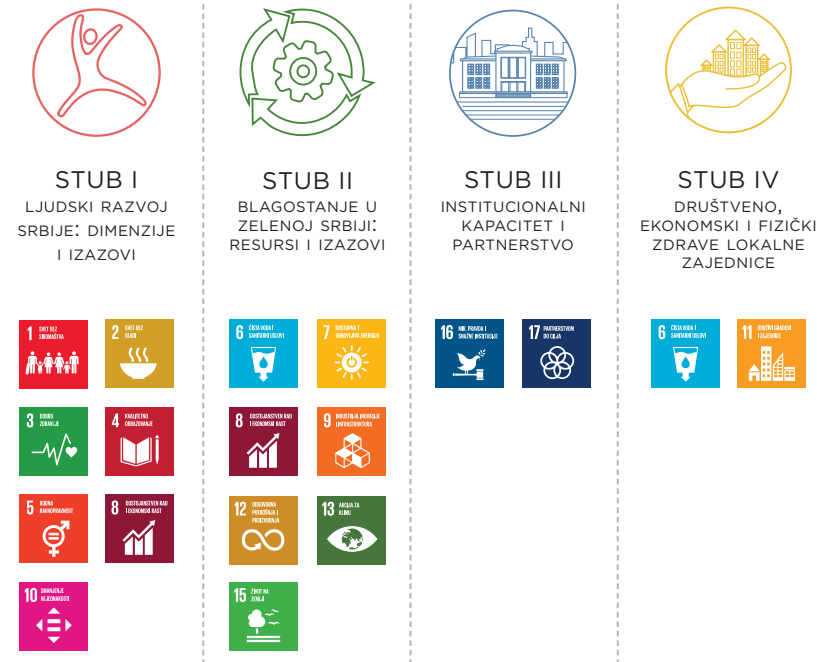 STUB I
LJUDSKI RAZVOJ
SRBIJE: DIMENZIJE
I IZAZOVI
1 SVET BEZ
SIROMAŠTVA
2 SVET BEZ
GLADI
3 DOBRO
ZDRAVLJE
4 KVALITETNO
OBRAZOVANJE
5 RODNA
RAVNOPRAVNOST
8 DOSTOJANSTVEN RAD
I EKONOMSKI RAST
10 SMANJENJE
NEJEDNAKOSTI
STUB II
BLAGOSTANJE U
ZELENOJ SRBIJI:
RESURSI I IZAZOVI
6 ČISTA VODA I
SANITARNI USLOVI
7 DOSTUPNA I
OBNOVLJIVA ENERGIJA
8 DOSTOJANSTVEN RAD
I EKONOMSKI RAST
9 INDUSTRIJA, INOVACIJE
I INFRASTRUKTURA
12 ODGOVORNA
POTROŠNJA I
PROIZVODNJA
13 AKCIJA ZA
KLIMU
15 ŽIVOT NA
ZEMLJI
STUB III
INSTITUCIONALNI
KAPACITET I
PARTNERSTVO
16 MIR, PRAVDA I
SNAŽNE INSTITUCIJE
17 PARTNERSTVOM
DO CILJA
STUB IV
DRUŠTVENO,
EKONOMSKI I FIZIČKI
ZDRAVE LOKALNE
ZAJEDNICE
6 ČISTA VODA I
SANITARNI USLOVI
11 ODRŽIVI GRADOVI
I ZAJEDNICE